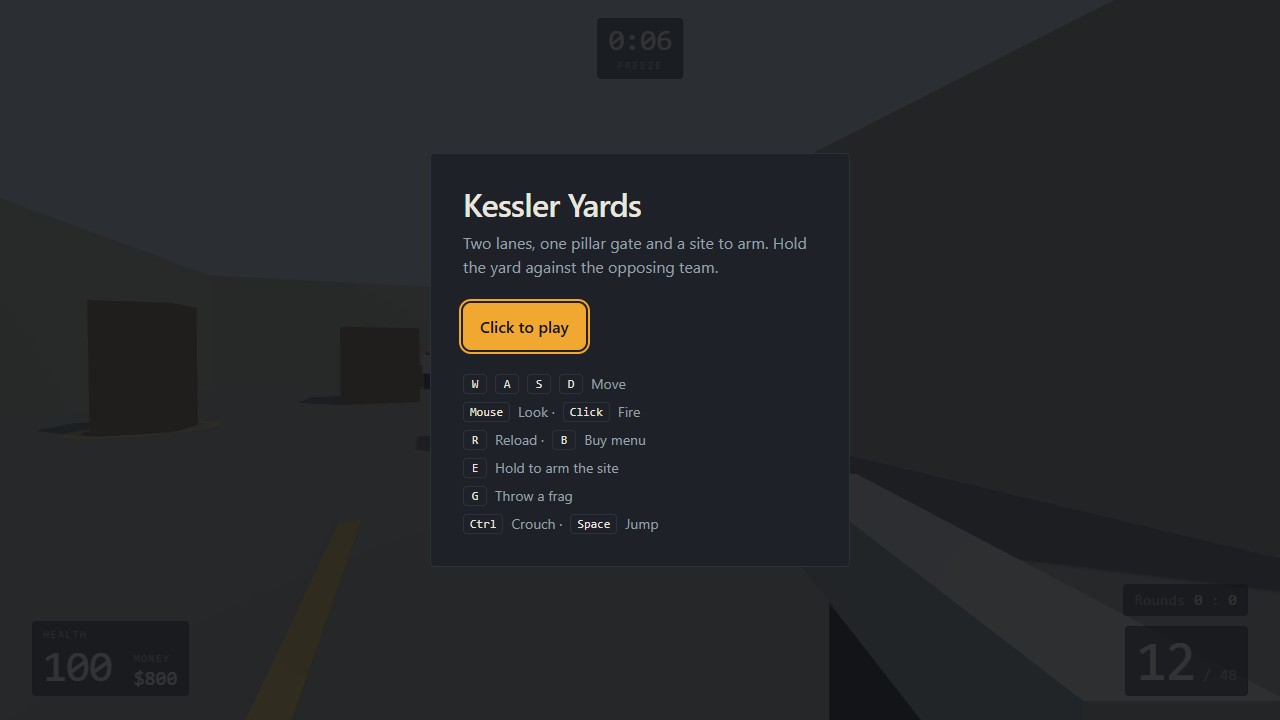 0:06
FREEZE
Kessler Yards
Two lanes, one pillar gate and a site to arm. Hold
the yard against the opposing team.
Click to play
W A S D Move
Mouse Look · Click Fire
R Reload · B Buy menu
E Hold to arm the site
G Throw a frag
Ctrl Crouch · Space Jump
HEALTH
100
MONEY
$800
Rounds 0 : 0
12 / 48